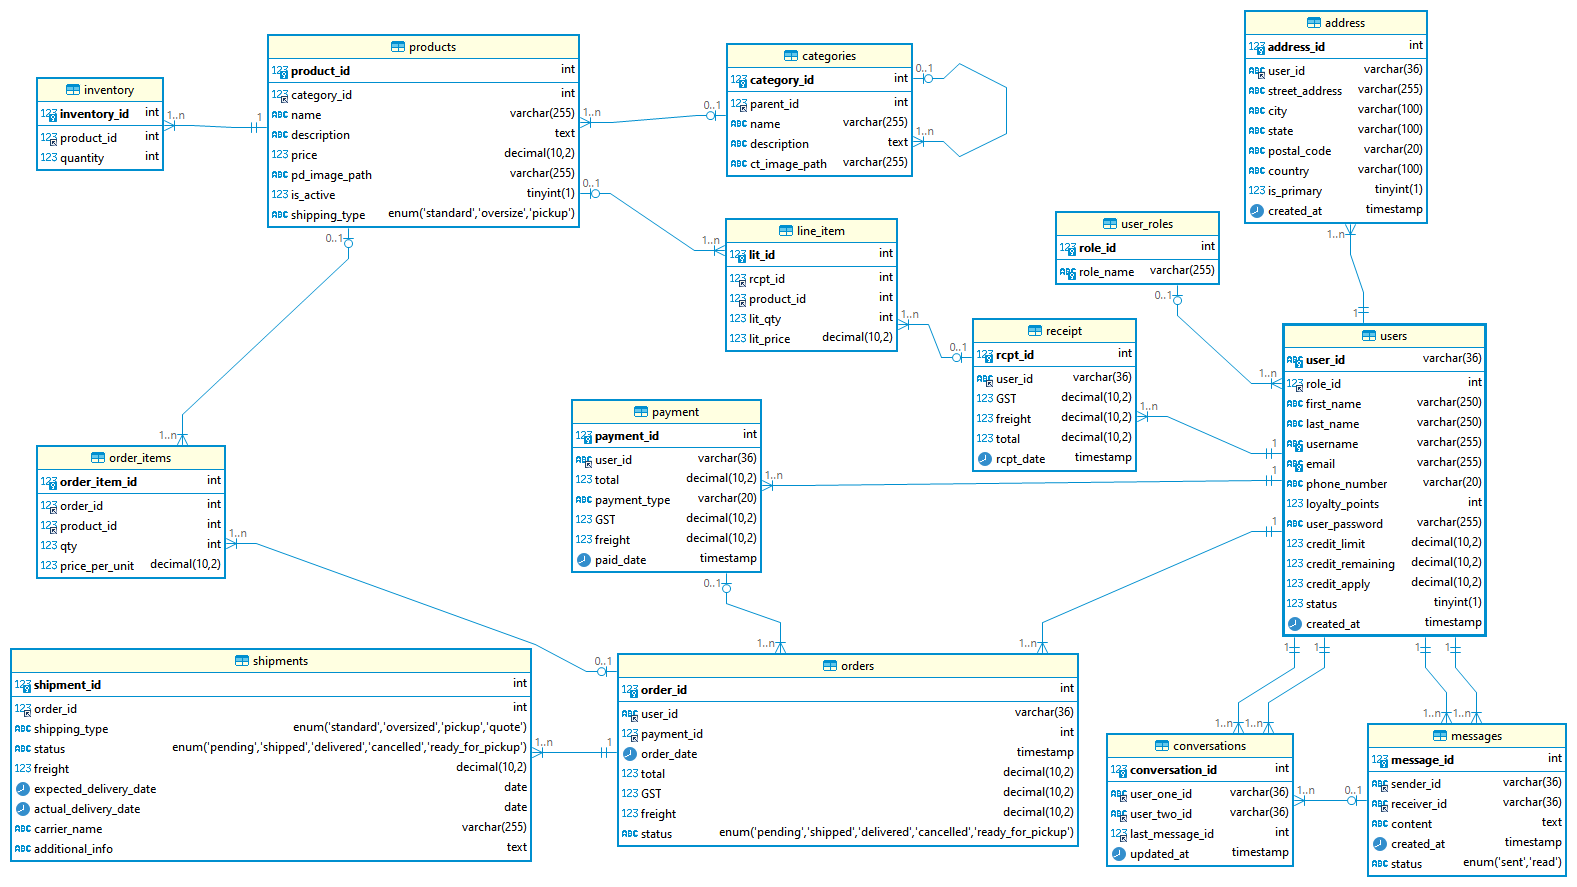 address
address_id int
user_id varchar(36)
street_address varchar(255)
city varchar(100)
state varchar(100)
postal_code varchar(20)
country varchar(100)
is_primary tinyint(1)
created_at timestamp
1..n
1
products
product_id int
category_id int
name varchar(255)
description text
price decimal(10,2)
pd_image_path varchar(255)
is_active tinyint(1)
shipping_type enum('standard','oversize','pickup')
1
1..n
0..1
0..1
categories
category_id int
parent_id int
name varchar(255)
description text
ct_image_path varchar(255)
0..1
0..1
1..n
inventory
inventory_id int
product_id int
quantity int
1..n
user_roles
role_id int
role_name varchar(255)
0..1
1..n
line_item
lit_id int
rcpt_id int
product_id int
lit_qty int
lit_price decimal(10,2)
1..n
1..n
receipt
rcpt_id int
user_id varchar(36)
GST decimal(10,2)
freight decimal(10,2)
total decimal(10,2)
rcpt_date timestamp
0..1
1..n
users
user_id varchar(36)
role_id int
first_name varchar(250)
last_name varchar(250)
username varchar(255)
email varchar(255)
phone_number varchar(20)
loyalty_points int
user_password varchar(255)
credit_limit decimal(10,2)
credit_remaining decimal(10,2)
credit_apply decimal(10,2)
status tinyint(1)
created_at timestamp
1
1
1
1
1
1
1
payment
payment_id int
user_id varchar(36)
total decimal(10,2)
payment_type varchar(20)
GST decimal(10,2)
freight decimal(10,2)
paid_date timestamp
1..n
0..1
order_items
order_item_id int
order_id int
product_id int
qty int
price_per_unit decimal(10,2)
1..n
1..n
shipments
shipment_id int
order_id int
shipping_type enum('standard','oversized','pickup','quote')
status enum('pending','shipped','delivered','cancelled','ready_for_pickup')
freight decimal(10,2)
expected_delivery_date date
actual_delivery_date date
carrier_name varchar(255)
additional_info text
1..n
1
orders
order_id int
user_id varchar(36)
payment_id int
order_date timestamp
total decimal(10,2)
GST decimal(10,2)
freight decimal(10,2)
status enum('pending','shipped','delivered','cancelled','ready_for_pickup')
0..1
1..n
1..n
conversations
conversation_id int
user_one_id varchar(36)
user_two_id varchar(36)
last_message_id int
updated_at timestamp
1..n
1..n
1..n
0..1
messages
message_id int
sender_id varchar(36)
receiver_id varchar(36)
content text
created_at timestamp
status enum('sent','read')
1..n
1..n